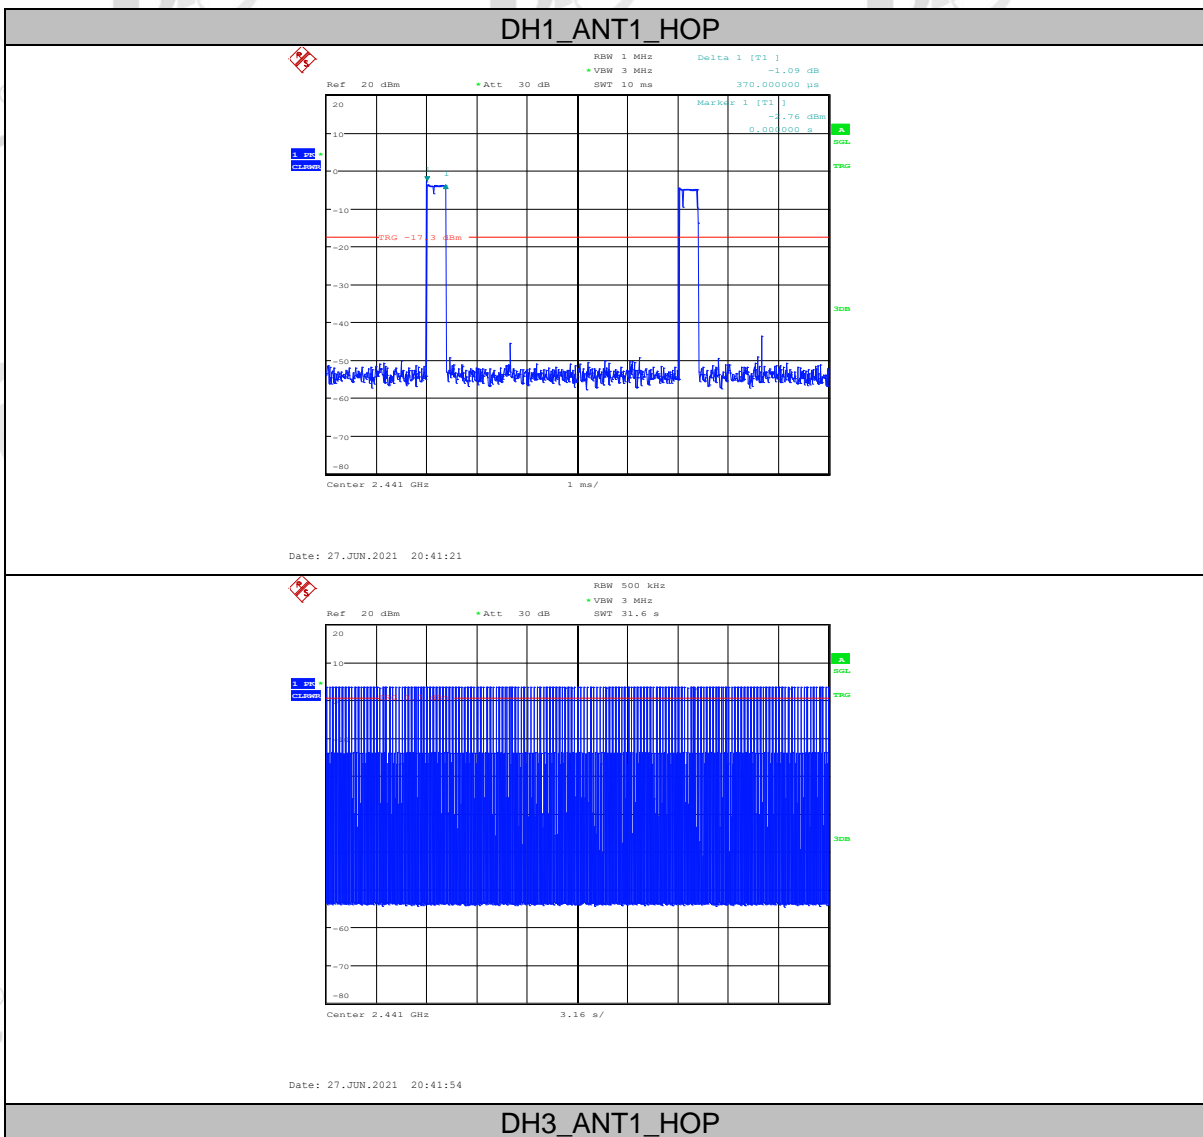 DH1_ANT1_HOP
RBW 1 MHz
Delta 1 [T1 ]
*VBW 3 MHz
-1.09 dB
Ref 20 dBm
*Att 30 dB
SWT 10 ms
370.000000 µs
20
Marker 1 [T1 ]
-2.76 dBm
0.000000 s
A
10
SGL
1 PK *
CLRWR
TRG
0
1
-10
TRG -17.3 dBm
-20
-30
3DB
-40
-50
-60
-70
-80
Center 2.441 GHz
1 ms/
Date: 27.JUN.2021 20:41:21
RBW 500 kHz
*VBW 3 MHz
Ref 20 dBm
*Att 30 dB
SWT 31.6 s
20
A
10
SGL
1 PK *
CLRWR
TRG
3DB
-60
-70
-80
Center 2.441 GHz
3.16 s/
Date: 27.JUN.2021 20:41:54
DH3_ANT1_HOP